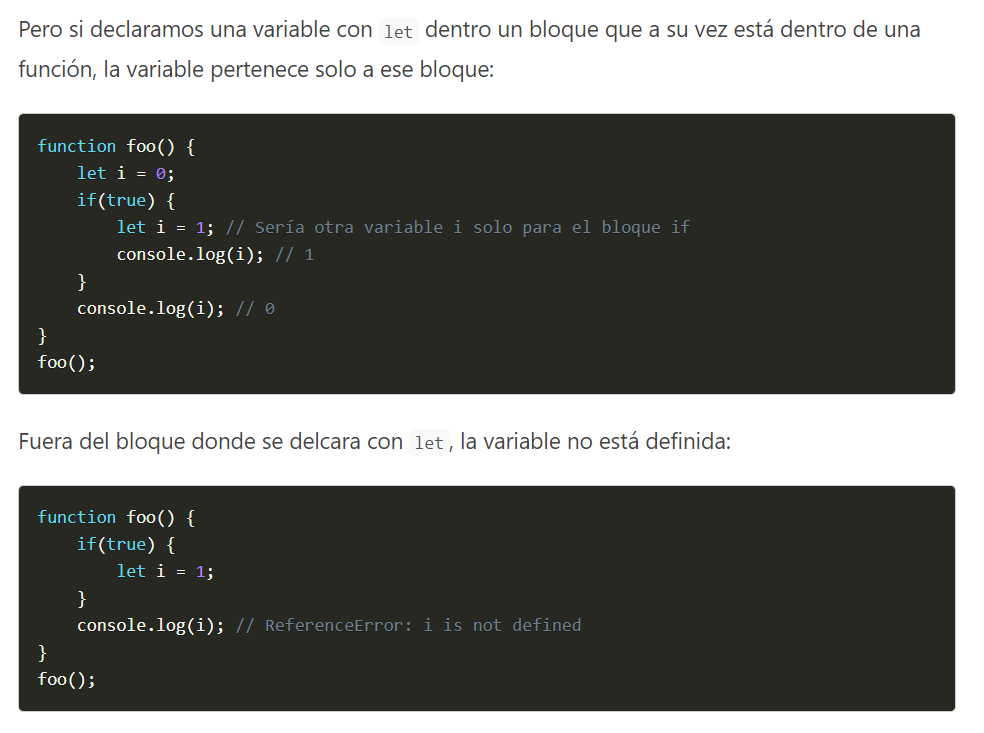 Pero si declaramos una variable con let dentro un bloque que a su vez está dentro de una
función, la variable pertenece solo a ese bloque:
function foo() {
    let i = 0;
    if(true) {
        let i = 1; // Sería otra variable i solo para el bloque if
        console.log(i); // 1
    }
    console.log(i); // 0
}
foo();
Fuera del bloque donde se delcara con let, la variable no está definida:
function foo() {
    if(true) {
        let i = 1;
    }
    console.log(i); // ReferenceError: i is not defined
}
foo();